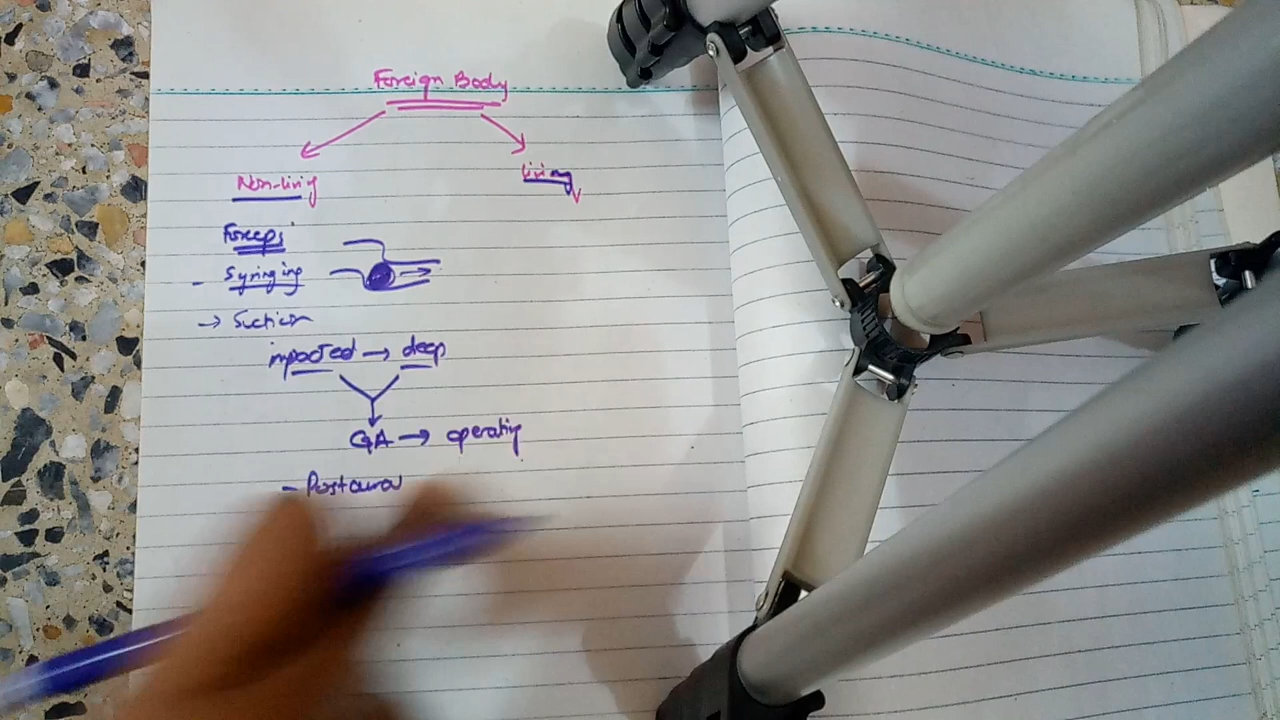 Foreign Body
Non-living
living
Forceps
- Syringing
→ Suction
impacted → deep
GA → operating
- Postaural